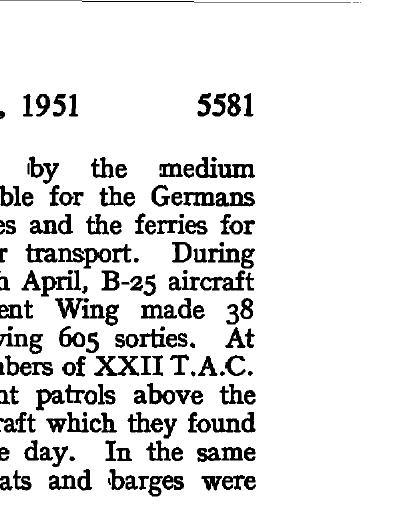 , 1951 5581
by the medium
ble for the Germans
es and the ferries for
r transport. During
h April, B-25 aircraft
ent Wing made 38
ving 605 sorties. At
bers of XXII T.A.C.
nt patrols above the
raft which they found
e day. In the same
ats and barges were